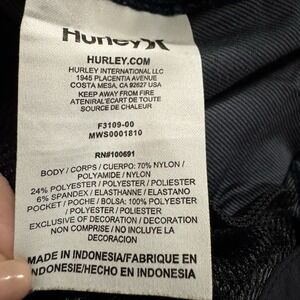 Hurley
HURLEY.COM
HURLEY INTERNATIONAL LLC
1945 PLACENTIA AVENUE
COSTA MESA, CA 92627 USA
KEEP AWAY FROM FIRE
ATENIRAL'ECART DE TOUTE
SOURCE DE CHALEUR
F3109-00
MWS0001810
RN#100691
BODY / CORPS / CUERPO: 70% NYLON /
POLYAMIDE / NYLON
24% POLYESTER / POLYESTER / POLIESTER
6% SPANDEX / ELASTHANNE / ELASTANO
POCKET / POCHE / BOLSA: 100% POLYESTER
/ POLYESTER / POLIESTER
EXCLUSIVE OF DECORATION / DECORATION
NON COMPRISE / NO INCLUYE LA
DECORACION
MADE IN INDONESIA/FABRIQUE EN
INDONESIE/HECHO EN INDONESIA